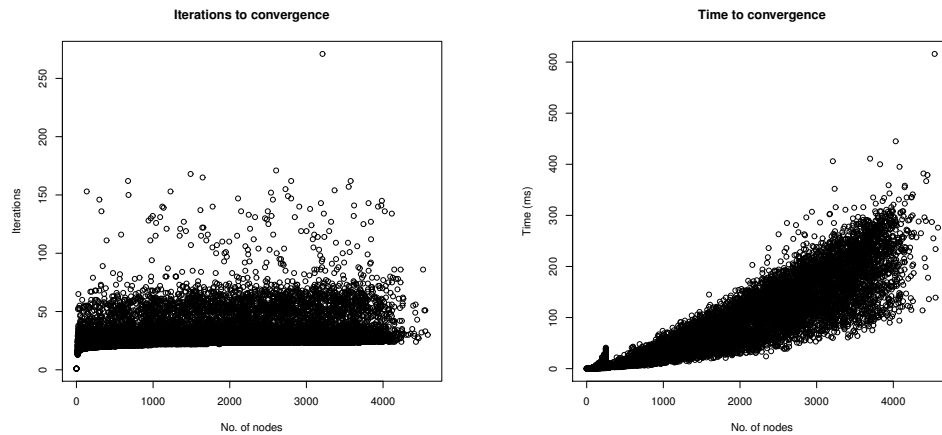 Iterations to convergence
Iterations
250
200
150
100
50
0
0 1000 2000 3000 4000
No. of nodes
Time to convergence
Time (ms)
600
500
400
300
200
100
0
0 1000 2000 3000 4000
No. of nodes